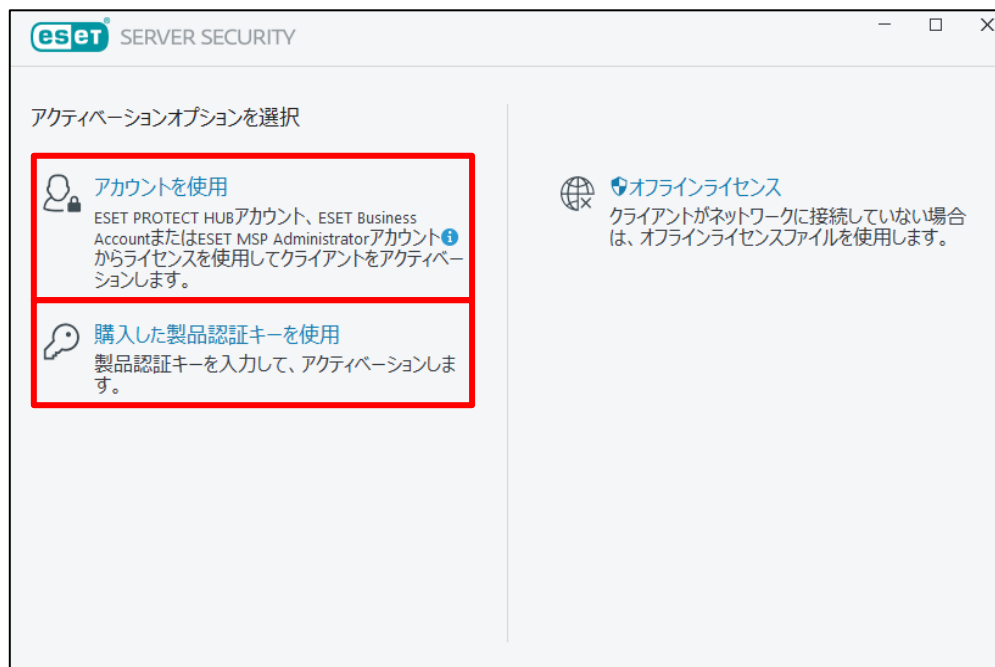 eset® SERVER SECURITY
アクティベーションオプションを選択
アカウントを使用
ESET PROTECT HUBアカウント、ESET Business
AccountまたはESET MSP Administratorアカウント
からライセンスを使用してクライアントをアクティベー
ションします。
購入した製品認証キーを使用
製品認証キーを入力して、アクティベーションしま
す。
オフラインライセンス
クライアントがネットワークに接続していない場合
は、オフラインライセンスファイルを使用します。